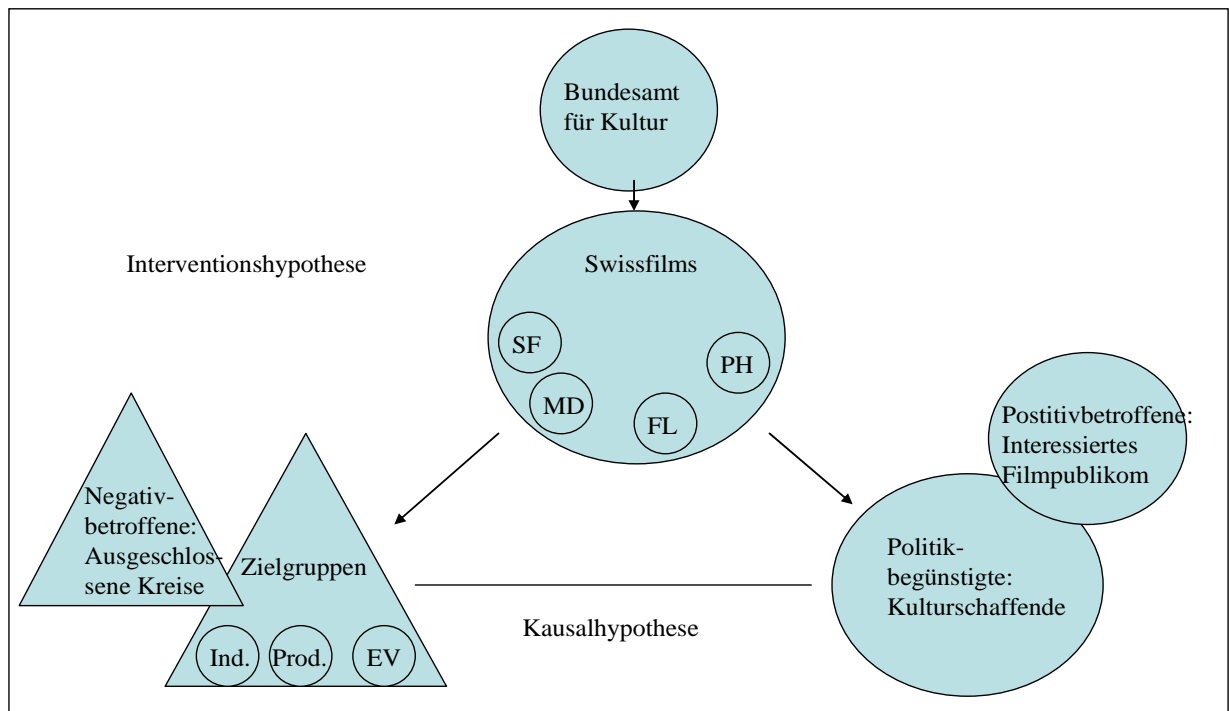 Bundesamt
für Kultur
Swissfilms
Interventionshypothese
SF
MD
FL
PH
Postitivbetroffene:
Interessiertes
Filmpublikom
Negativ-
betroffene:
Ausgeschlos-
sene Kreise
Zielgruppen
Ind.
Prod.
EV
Politik-
begünstigte:
Kulturschaffende
Kausalhypothese